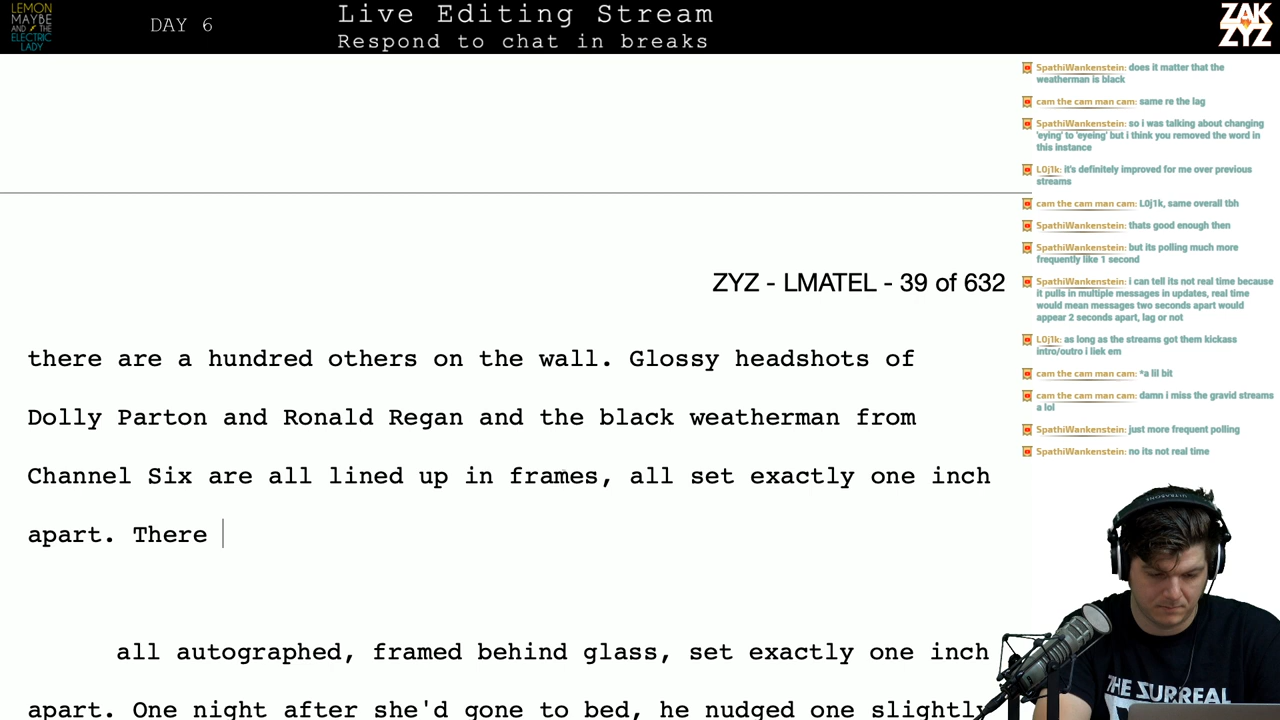 LEMON
MAYBE
AND THE
ELECTRIC
LADY
DAY 6
Live Editing Stream
Respond to chat in breaks
ZAK
ZYZ
SpathiWankenstein: does it matter that the
weatherman is black
cam the cam man cam: same re the lag
SpathiWankenstein: so i was talking about changing
'eying' to 'eyeing' but i think you removed the word in
this instance
L0j1k: it's definitely improved for me over previous
streams
cam the cam man cam: L0j1k, same overall tbh
SpathiWankenstein: thats good enough then
SpathiWankenstein: but its polling much more
frequently like 1 second
SpathiWankenstein: i can tell its not real time because
it pulls in multiple messages in updates, real time
would mean messages two seconds apart would
appear 2 seconds apart, lag or not
L0j1k: as long as the streams got them kickass
intro/outro i liek em
cam the cam man cam: *a lil bit
cam the cam man cam: damn i miss the gravid streams
a lol
SpathiWankenstein: just more frequent polling
SpathiWankenstein: no its not real time
ZYZ - LMATEL - 39 of 632
there are a hundred others on the wall. Glossy headshots of
Dolly Parton and Ronald Regan and the black weatherman from
Channel Six are all lined up in frames, all set exactly one inch
apart. There
all autographed, framed behind glass, set exactly one inch
apart. One night after she'd gone to bed, he nudged one slightly
THE SURREAL